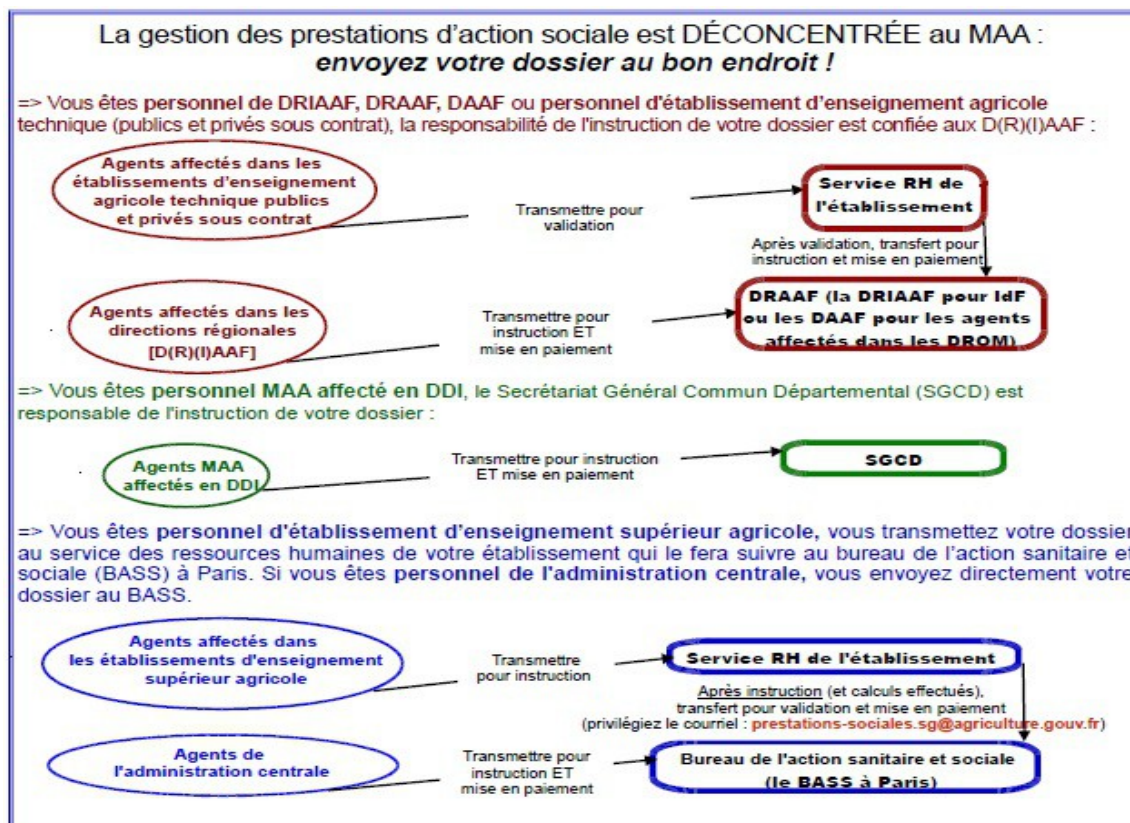 La gestion des prestations d'action sociale est DÉCONCENTRÉE au MAA :
envoyez votre dossier au bon endroit !
=> Vous êtes personnel de DRIAAF, DRAAF, DAAF ou personnel d'établissement d'enseignement agricole
technique (publics et privés sous contrat), la responsabilité de l'instruction de votre dossier est confiée aux D(R)(I)AAF :
Agents affectés dans les
établissements d'enseignement
agricole technique publics
et privés sous contrat
Transmettre pour
validation
Service RH de
l'établissement
Après validation, transfert pour
instruction et mise en paiement
Agents affectés dans les
directions régionales
[D(R)(I)AAF]
Transmettre pour
instruction ET
mise en paiement
DRAAF (la DRIAAF pour IdF
ou les DAAF pour les agents
affectés dans les DROM)
=> Vous êtes personnel MAA affecté en DDI, le Secrétariat Général Commun Départemental (SGCD) est
responsable de l'instruction de votre dossier :
Agents MAA
affectés en DDI
Transmettre pour instruction
ET mise en paiement
SGCD
=> Vous êtes personnel d'établissement d'enseignement supérieur agricole, vous transmettez votre dossier
au service des ressources humaines de votre établissement qui le fera suivre au bureau de l'action sanitaire et
sociale (BASS) à Paris. Si vous êtes personnel de l'administration centrale, vous envoyez directement votre
dossier au BASS.
Agents affectés dans
les établissements d'enseignement
supérieur agricole
Transmettre
pour instruction
Service RH de l'établissement
Après instruction (et calculs effectués),
transfert pour validation et mise en paiement
(privilégiez le courriel : prestations-sociales.sg@agriculture.gouv.fr)
Agents de
l'administration centrale
Transmettre pour
instruction ET
mise en paiement
Bureau de l'action sanitaire et sociale
(le BASS à Paris)